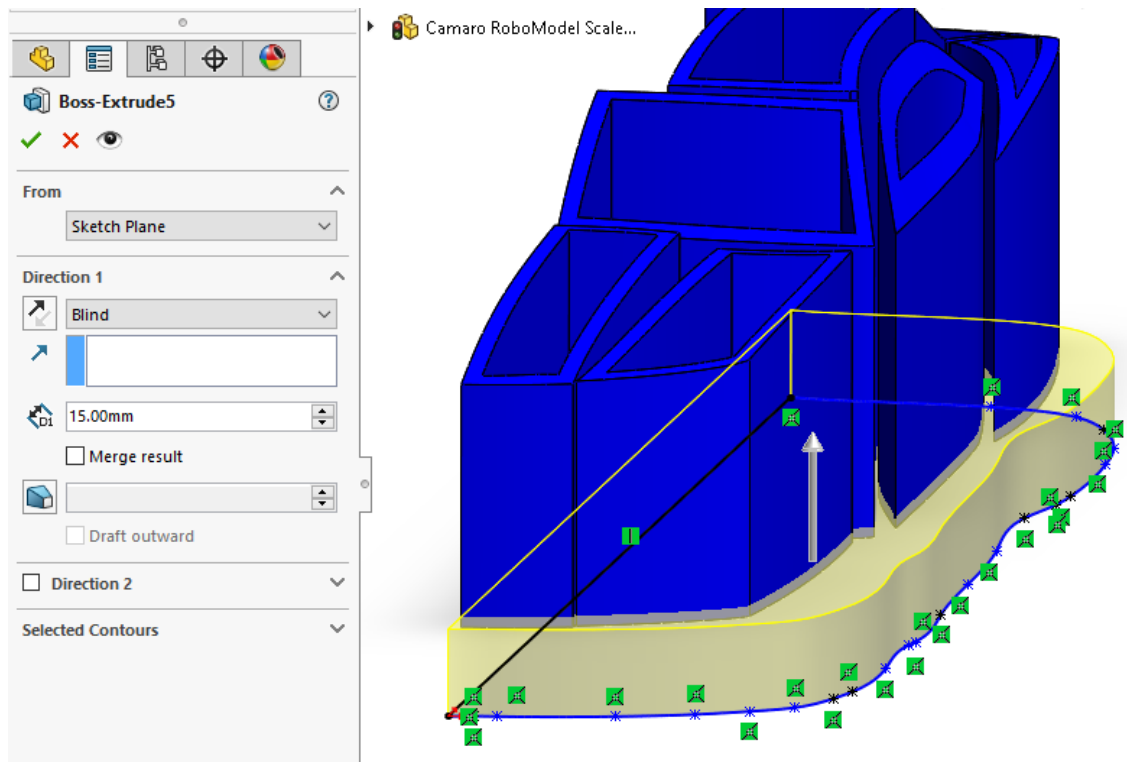 Camaro RoboModel Scale...
Boss-Extrude5
From
Sketch Plane
Direction 1
Blind
D1
15.00mm
Merge result
Draft outward
Direction 2
Selected Contours